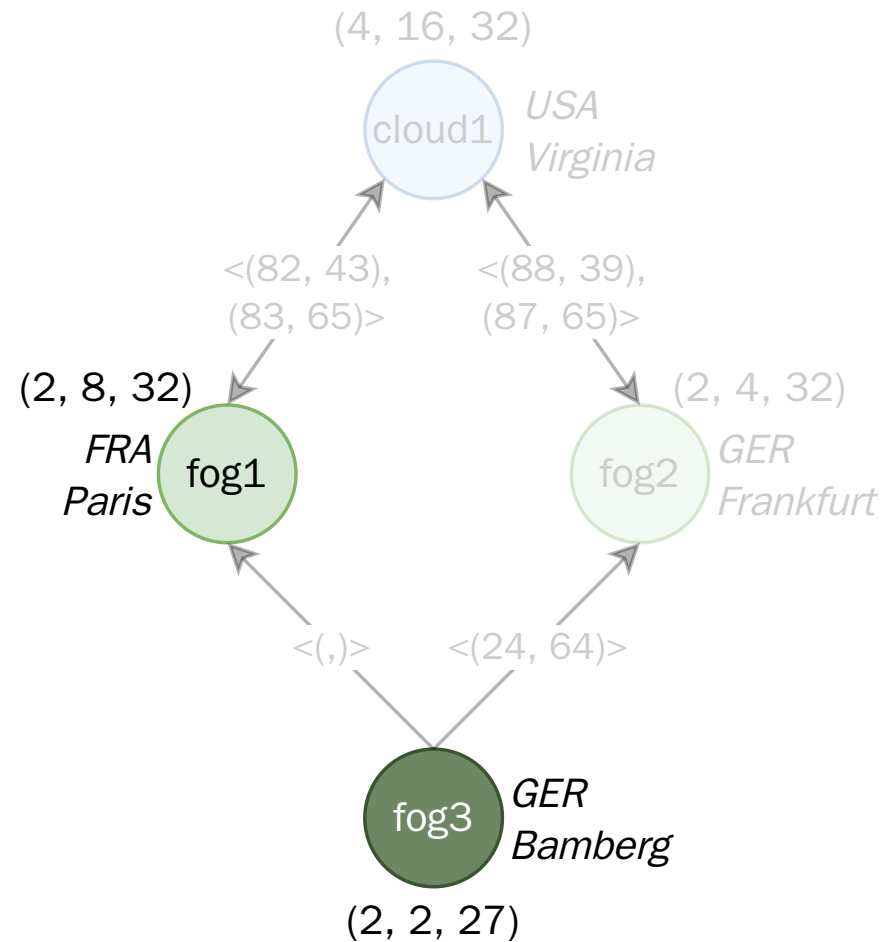 (4, 16, 32)
cloud1
USA
Virginia
<(82, 43),
(83, 65)>
<(88, 39),
(87, 65)>
(2, 8, 32)
FRA
Paris
fog1
(2, 4, 32)
fog2
GER
Frankfurt
<(,)>
<(24, 64)>
fog3
GER
Bamberg
(2, 2, 27)